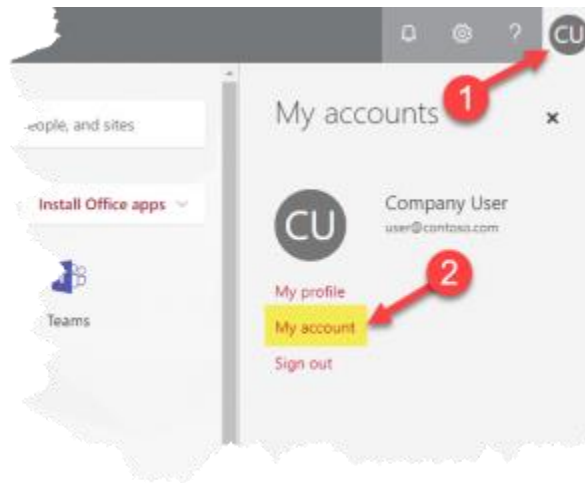 ?
CU
1
My accounts
×
eople, and sites
Install Office apps
CU
Company User
user@contoso.com
2
Teams
My profile
My account
Sign out